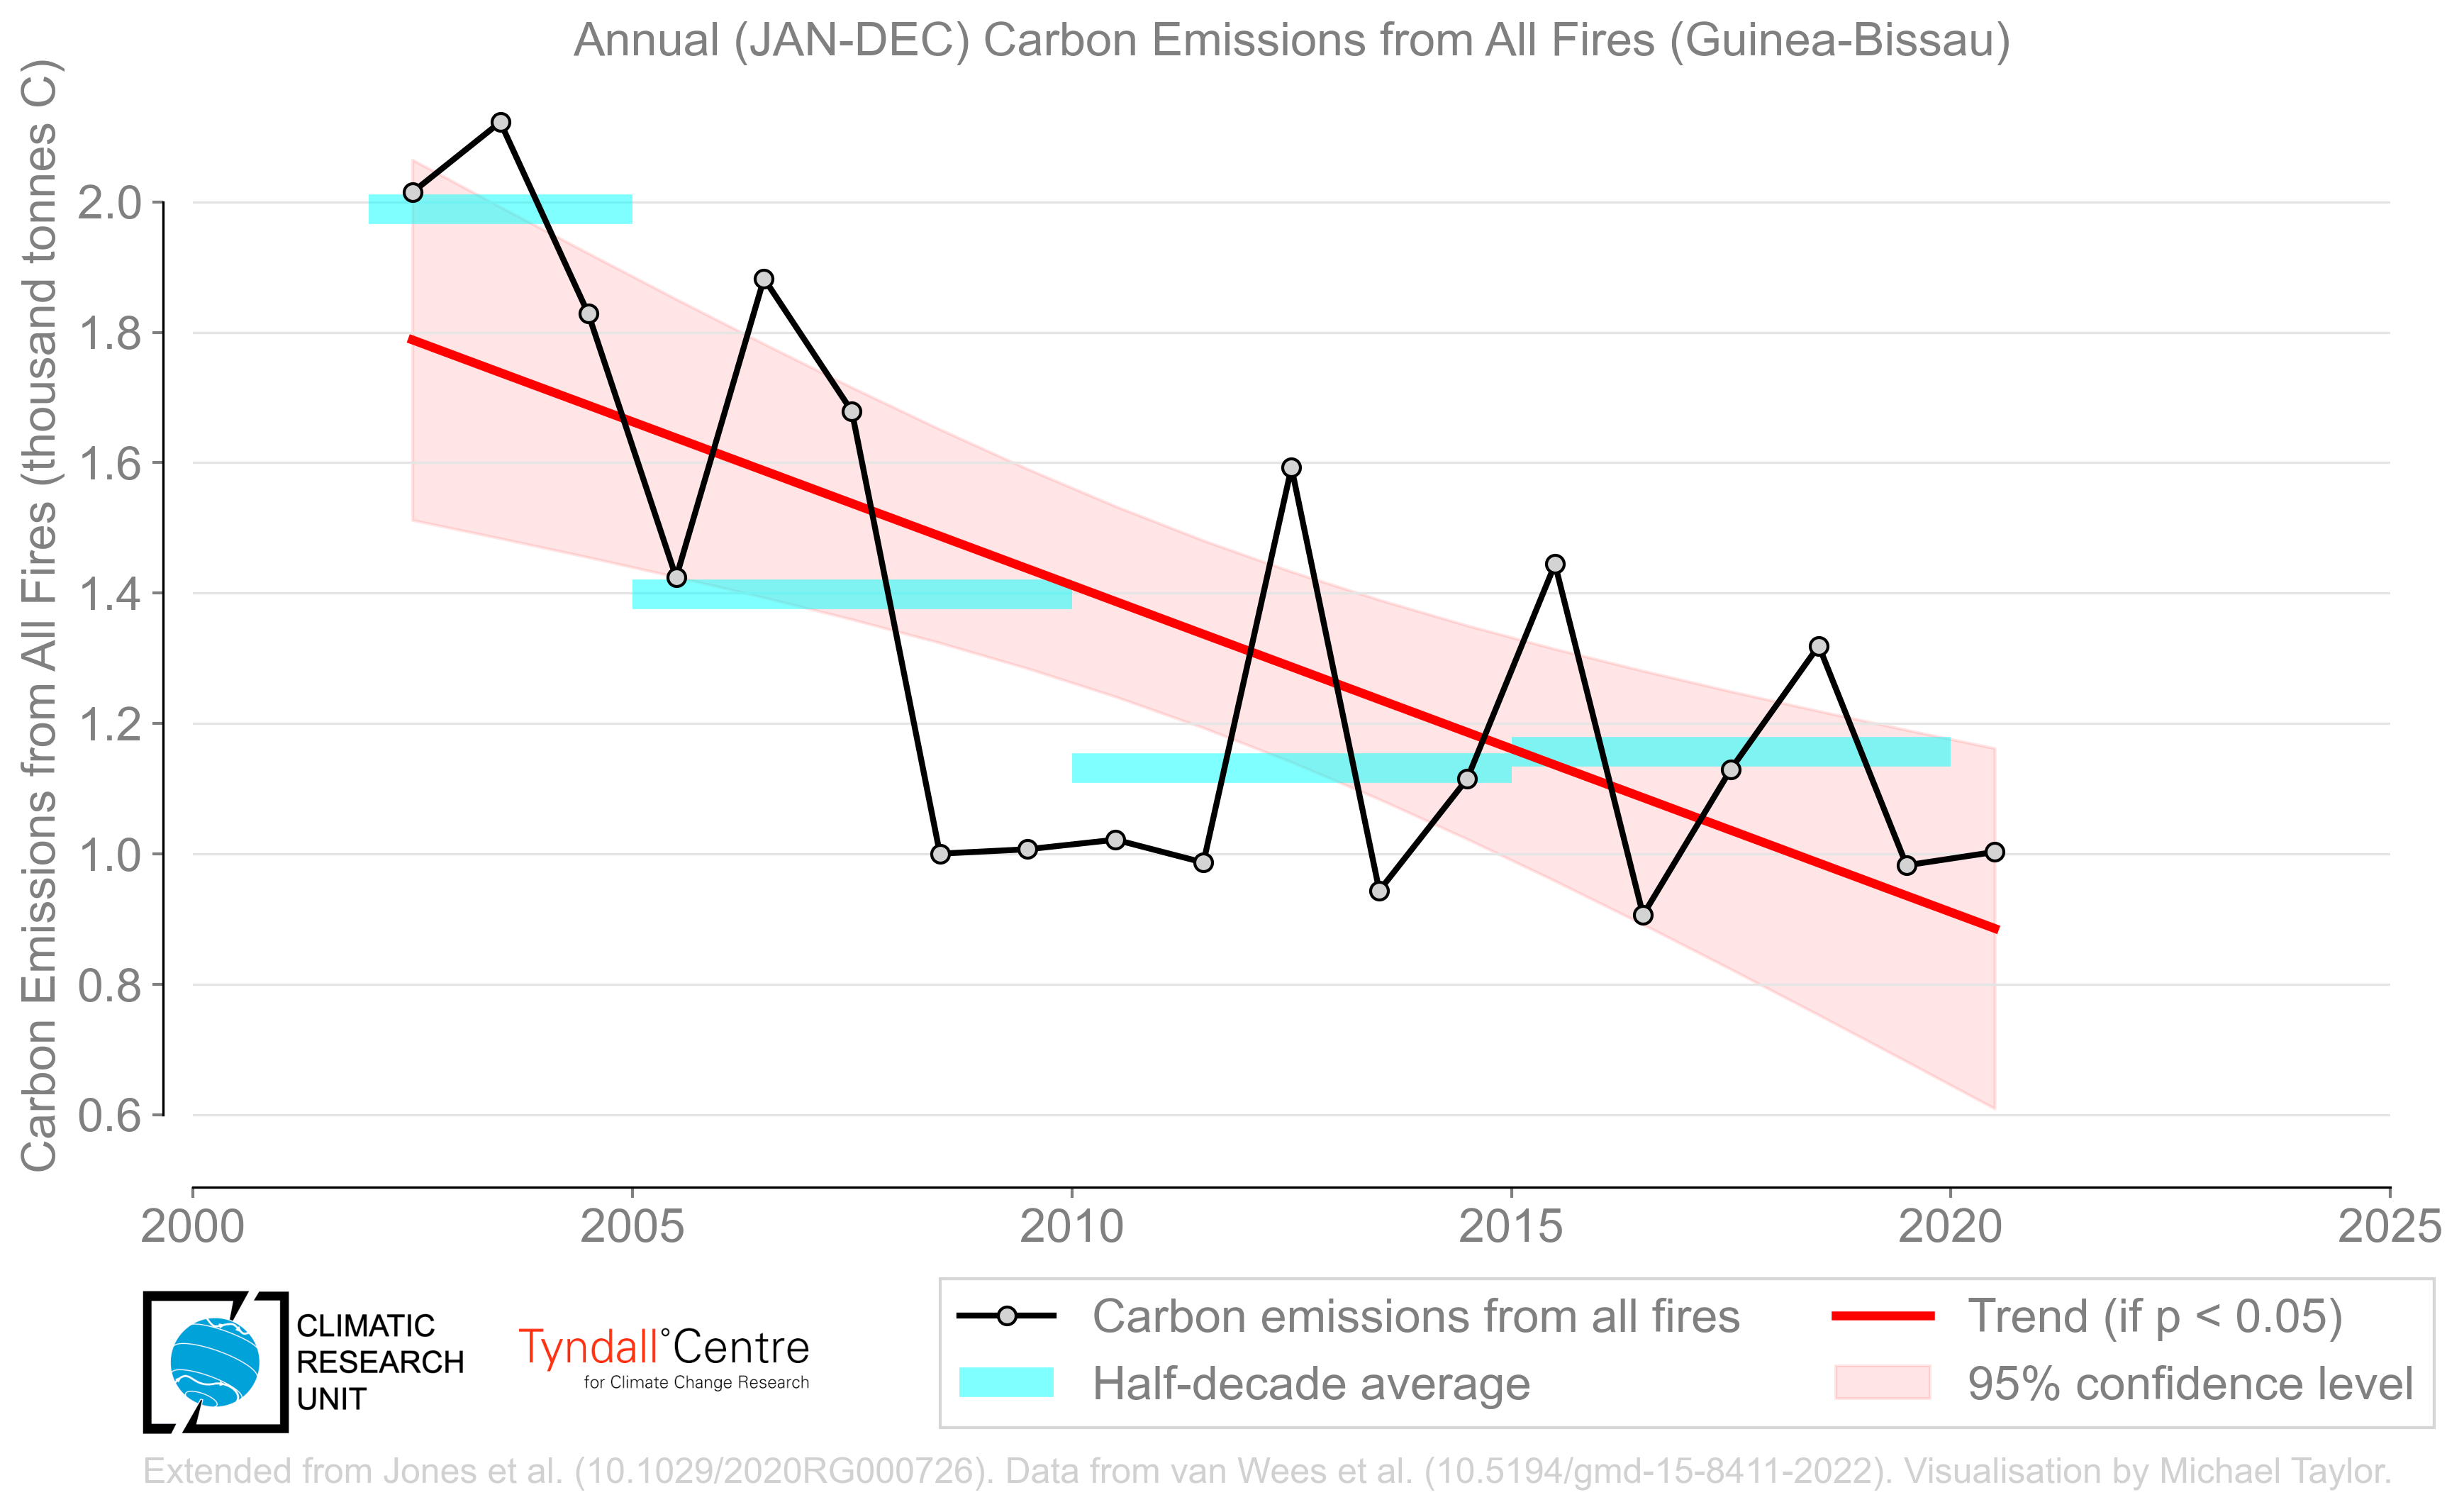 Annual (JAN-DEC) Carbon Emissions from All Fires (Guinea-Bissau)
Carbon Emissions from All Fires (thousand tonnes C)
2.0
1.8
1.6
1.4
1.2
1.0
0.8
0.6
2000 2005 2010 2015 2020 2025
CLIMATIC
RESEARCH
UNIT
Tyndall°Centre
for Climate Change Research
Carbon emissions from all fires
Half-decade average
Trend (if p < 0.05)
95% confidence level
Extended from Jones et al. (10.1029/2020RG000726). Data from van Wees et al. (10.5194/gmd-15-8411-2022). Visualisation by Michael Taylor.